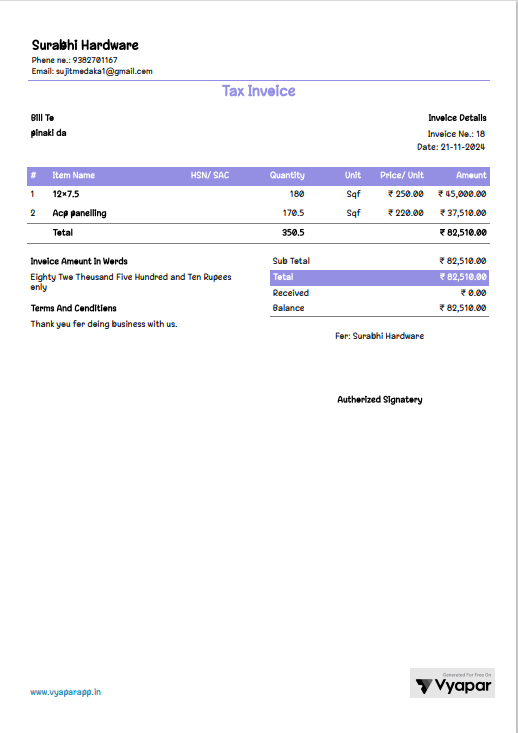 Surabhi Hardware
Phone no.: 9382701167
Email: sujitmodaka1@gmail.com
Tax Invoice
Bill To
pinaki da
Invoice Details
Invoice No.: 18
Date: 21-11-2024
# Item Name HSN/ SAC Quantity Unit Price/ Unit Amount
1 12×7.5 180 Sqf ₹ 250.00 ₹ 45,000.00
2 Acp panelling 170.5 Sqf ₹ 220.00 ₹ 37,510.00
Total 350.5 ₹ 82,510.00
Invoice Amount In Words
Eighty Two Thousand Five Hundred and Ten Rupees
only
Terms And Conditions
Thank you for doing business with us.
Sub Total ₹ 82,510.00
Total ₹ 82,510.00
Received ₹ 0.00
Balance ₹ 82,510.00
For: Surabhi Hardware
Authorized Signatory
www.vyaparapp.in
Generated For Free On
Vyapar